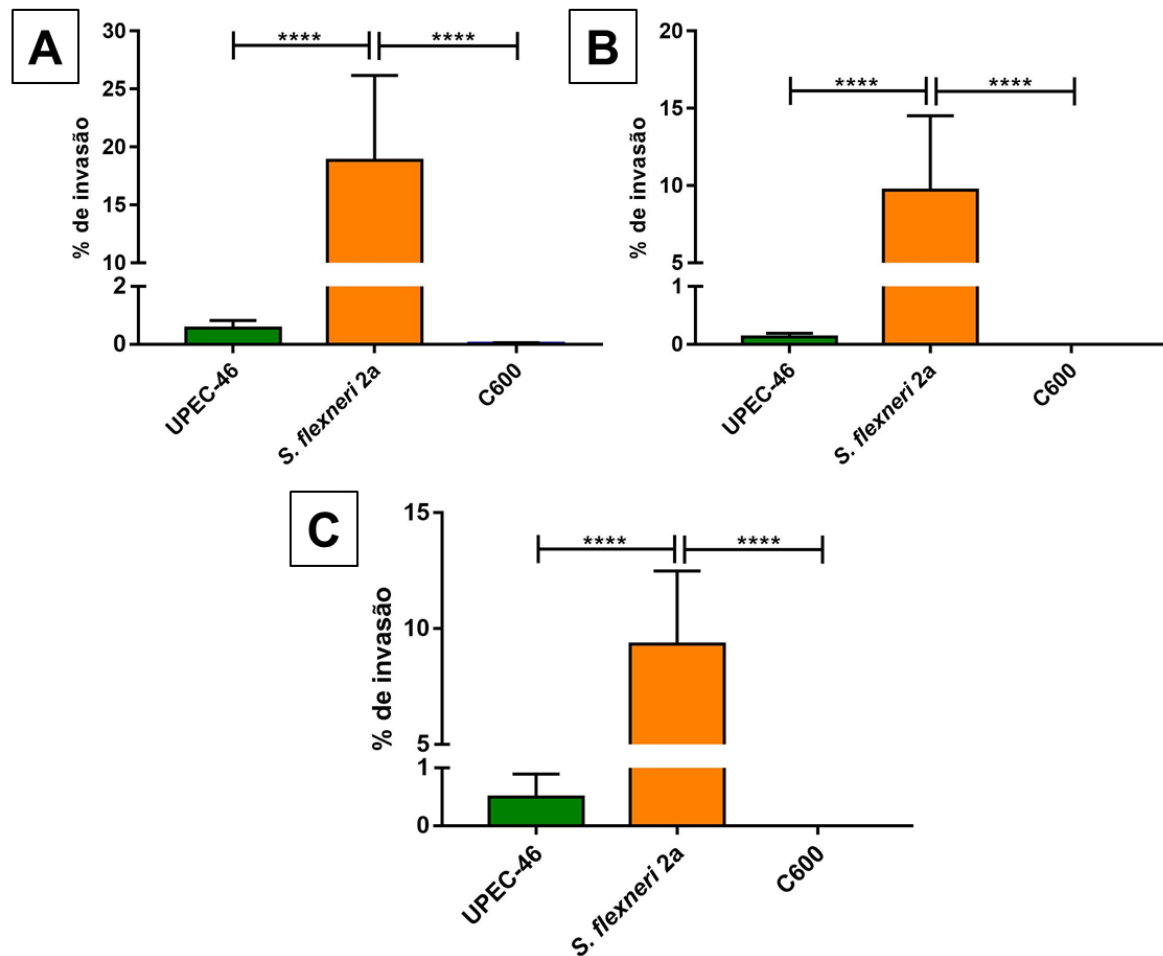 A
% de invasão
30
25
20
15
10
2
0
**** ****
UPEC-46
S. flexneri 2a
C600
B
% de invasão
20
15
10
5
1
0
**** ****
UPEC-46
S. flexneri 2a
C600
C
% de invasão
15
10
5
1
0
**** ****
UPEC-46
S. flexneri 2a
C600